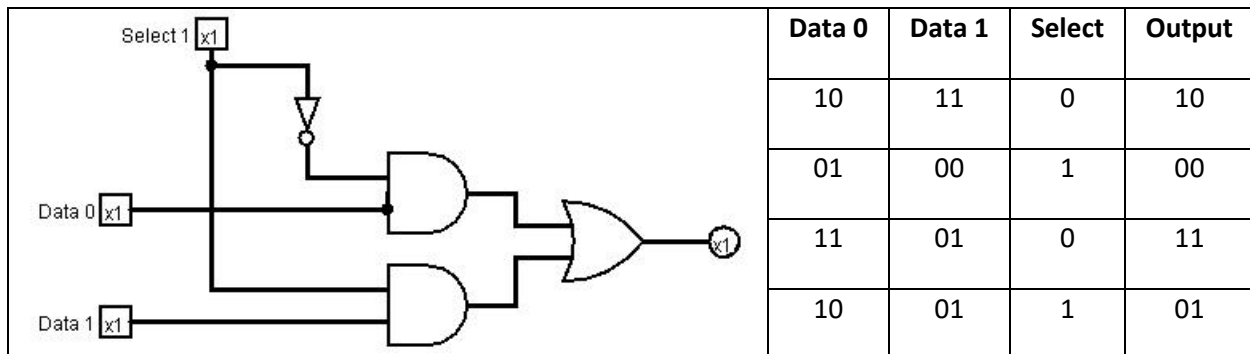 Select 1 x1
Data 0 x1
x1
Data 1 x1
Data 0 Data 1 Select Output
10 11 0 10
01 00 1 00
11 01 0 11
10 01 1 01